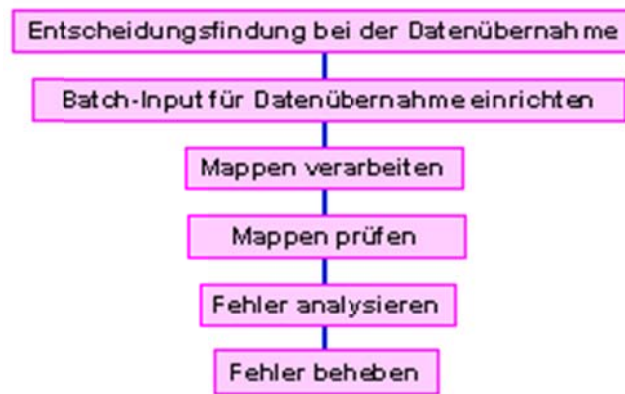 Entscheidungsfindung bei der Datenübernahme
Batch-Input für Datenübernahme einrichten
Mappen verarbeiten
Mappen prüfen
Fehler analysieren
Fehler beheben